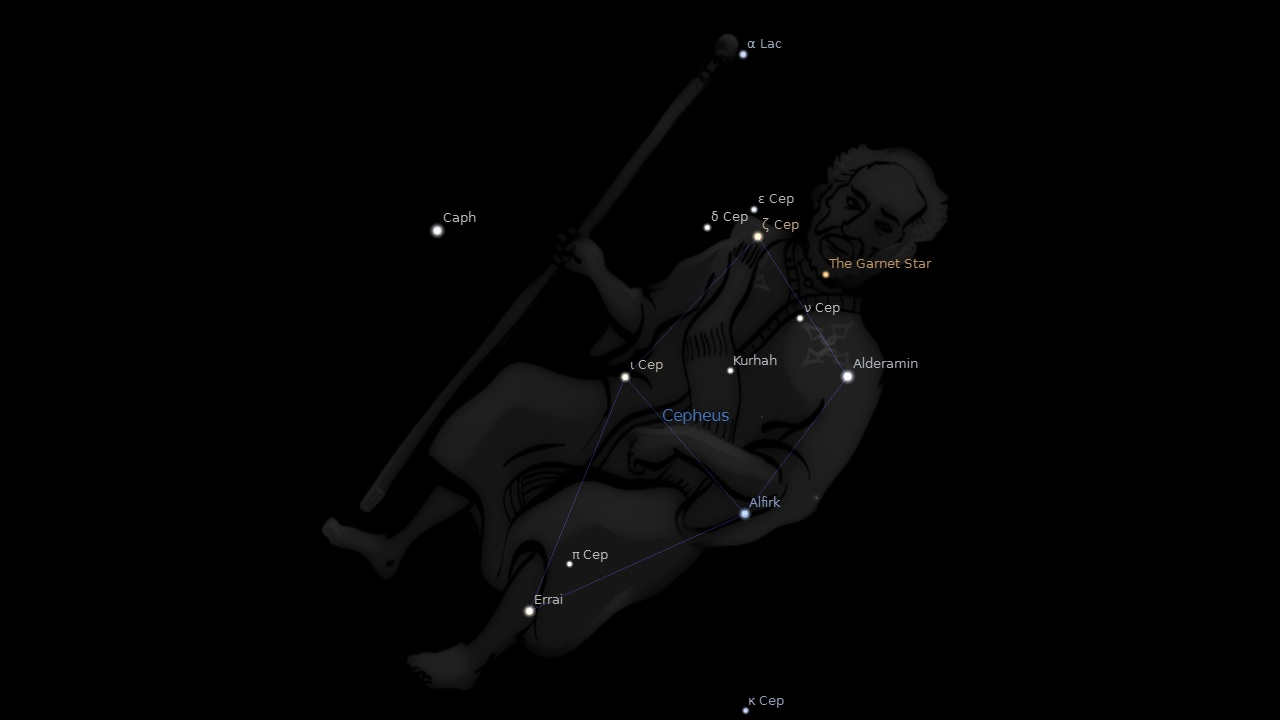 α Lac
ε Cep
Caph
δ Cep
ζ Cep
The Garnet Star
ν Cep
Kurhah
ι Cep
Alderamin
Cepheus
Alfirk
π Cep
Errai
κ Cep